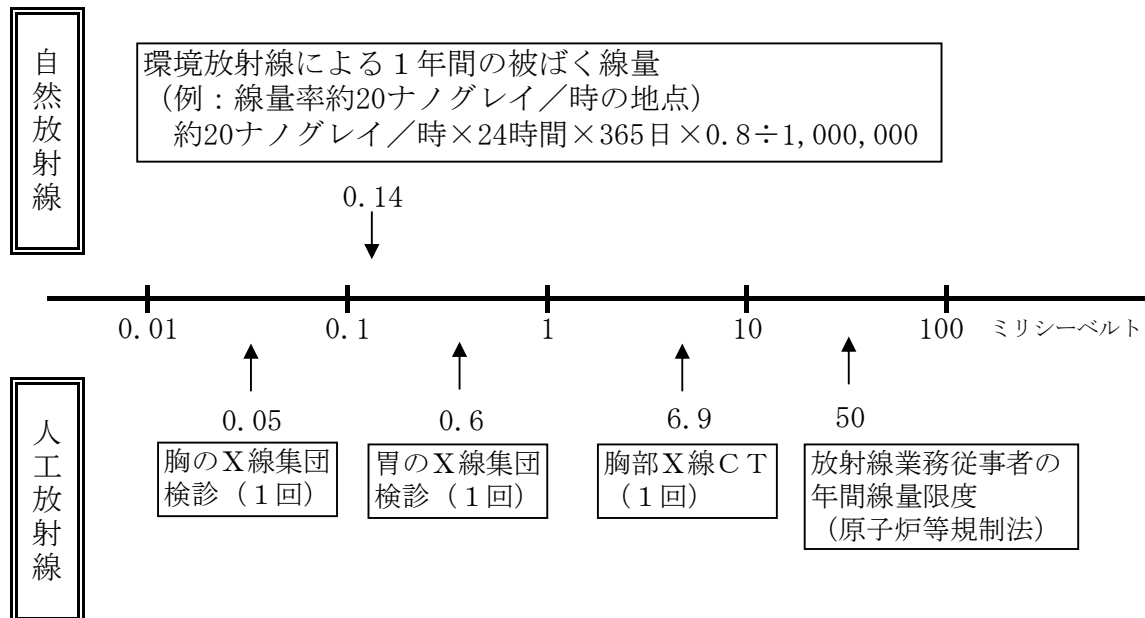 自然放射線
環境放射線による１年間の被ばく線量
（例：線量率約20ナノグレイ／時の地点）
約20ナノグレイ／時×24時間×365日×0.8÷1,000,000
0.14
0.01 0.1 1 10 100 ミリシーベルト
人工放射線
0.05
胸のＸ線集団
検診（１回）
0.6
胃のＸ線集団
検診（１回）
6.9
胸部Ｘ線ＣＴ
（１回）
50
放射線業務従事者の
年間線量限度
（原子炉等規制法）